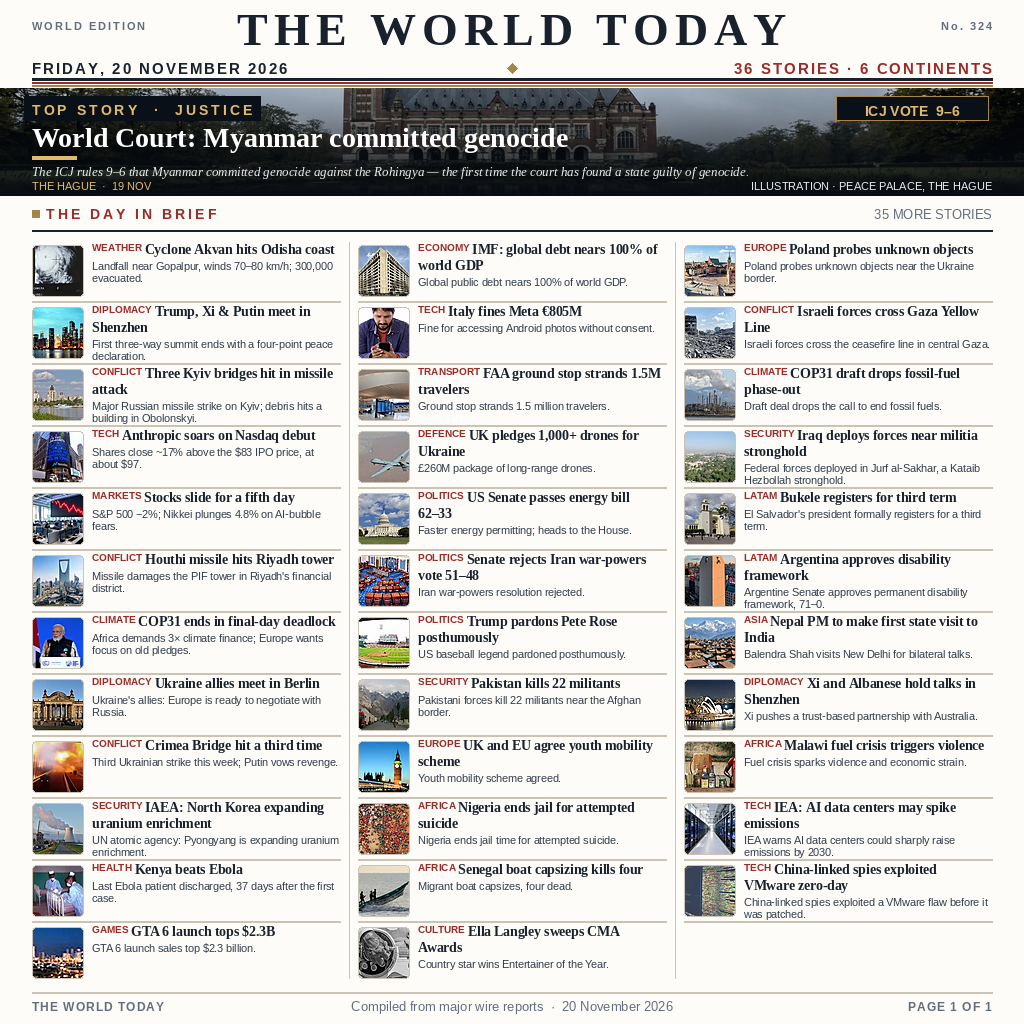 WORLD EDITION
THE WORLD TODAY
No. 324
FRIDAY, 20 NOVEMBER 2026
36 STORIES · 6 CONTINENTS
TOP STORY · JUSTICE
ICJ VOTE 9–6
World Court: Myanmar committed genocide
The ICJ rules 9–6 that Myanmar committed genocide against the Rohingya — the first time the court has found a state guilty of genocide.
THE HAGUE · 19 NOV
ILLUSTRATION · PEACE PALACE, THE HAGUE
THE DAY IN BRIEF
35 MORE STORIES
WEATHER Cyclone Akvan hits Odisha coast
Landfall near Gopalpur, winds 70–80 km/h; 300,000
evacuated.
DIPLOMACY Trump, Xi & Putin meet in
Shenzhen
First three-way summit ends with a four-point peace
declaration.
CONFLICT Three Kyiv bridges hit in missile
attack
Major Russian missile strike on Kyiv; debris hits a
building in Obolonskyi.
TECH Anthropic soars on Nasdaq debut
Shares close ~17% above the $83 IPO price, at
about $97.
MARKETS Stocks slide for a fifth day
S&P 500 −2%; Nikkei plunges 4.8% on AI-bubble
fears.
CONFLICT Houthi missile hits Riyadh tower
Missile damages the PIF tower in Riyadh's financial
district.
CLIMATE COP31 ends in final-day deadlock
Africa demands 3× climate finance; Europe wants
focus on old pledges.
DIPLOMACY Ukraine allies meet in Berlin
Ukraine's allies: Europe is ready to negotiate with
Russia.
CONFLICT Crimea Bridge hit a third time
Third Ukrainian strike this week; Putin vows revenge.
SECURITY IAEA: North Korea expanding
uranium enrichment
UN atomic agency: Pyongyang is expanding uranium
enrichment.
HEALTH Kenya beats Ebola
Last Ebola patient discharged, 37 days after the first
case.
GAMES GTA 6 launch tops $2.3B
GTA 6 launch sales top $2.3 billion.
ECONOMY IMF: global debt nears 100% of
world GDP
Global public debt nears 100% of world GDP.
TECH Italy fines Meta €805M
Fine for accessing Android photos without consent.
TRANSPORT FAA ground stop strands 1.5M
travelers
Ground stop strands 1.5 million travelers.
DEFENCE UK pledges 1,000+ drones for
Ukraine
£260M package of long-range drones.
POLITICS US Senate passes energy bill
62–33
Faster energy permitting; heads to the House.
POLITICS Senate rejects Iran war-powers
vote 51–48
Iran war-powers resolution rejected.
POLITICS Trump pardons Pete Rose
posthumously
US baseball legend pardoned posthumously.
SECURITY Pakistan kills 22 militants
Pakistani forces kill 22 militants near the Afghan
border.
EUROPE UK and EU agree youth mobility
scheme
Youth mobility scheme agreed.
AFRICA Nigeria ends jail for attempted
suicide
Nigeria ends jail time for attempted suicide.
AFRICA Senegal boat capsizing kills four
Migrant boat capsizes, four dead.
CULTURE Ella Langley sweeps CMA
Awards
Country star wins Entertainer of the Year.
EUROPE Poland probes unknown objects
Poland probes unknown objects near the Ukraine
border.
CONFLICT Israeli forces cross Gaza Yellow
Line
Israeli forces cross the ceasefire line in central Gaza.
CLIMATE COP31 draft drops fossil-fuel
phase-out
Draft deal drops the call to end fossil fuels.
SECURITY Iraq deploys forces near militia
stronghold
Federal forces deployed in Jurf al-Sakhar, a Kataib
Hezbollah stronghold.
LATAM Bukele registers for third term
El Salvador's president formally registers for a third
term.
LATAM Argentina approves disability
framework
Argentine Senate approves permanent disability
framework, 71–0.
ASIA Nepal PM to make first state visit to
India
Balendra Shah visits New Delhi for bilateral talks.
DIPLOMACY Xi and Albanese hold talks in
Shenzhen
Xi pushes a trust-based partnership with Australia.
AFRICA Malawi fuel crisis triggers violence
Fuel crisis sparks violence and economic strain.
TECH IEA: AI data centers may spike
emissions
IEA warns AI data centers could sharply raise
emissions by 2030.
TECH China-linked spies exploited
VMware zero-day
China-linked spies exploited a VMware flaw before it
was patched.
THE WORLD TODAY
Compiled from major wire reports · 20 November 2026
PAGE 1 OF 1